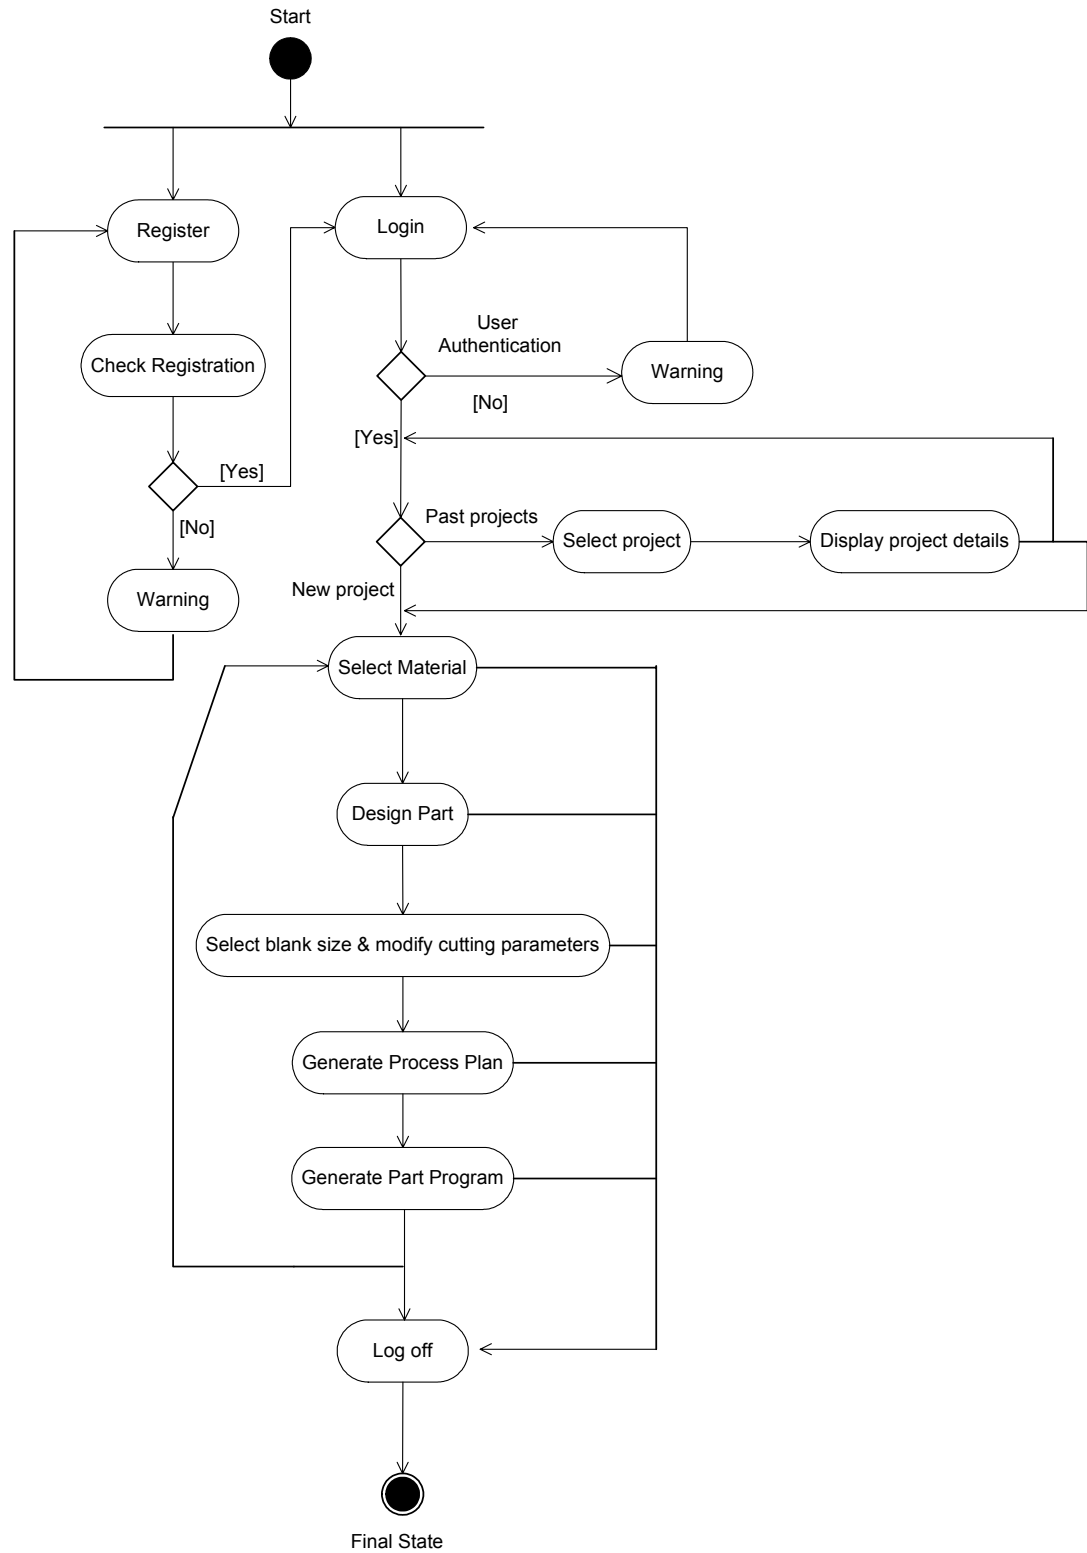 Start
Register
Login
User
Authentication
Check Registration
Warning
[No]
[Yes]
[Yes]
[No]
Past projects
Select project
Display project details
New project
Warning
Select Material
Design Part
Select blank size & modify cutting parameters
Generate Process Plan
Generate Part Program
Log off
Final State